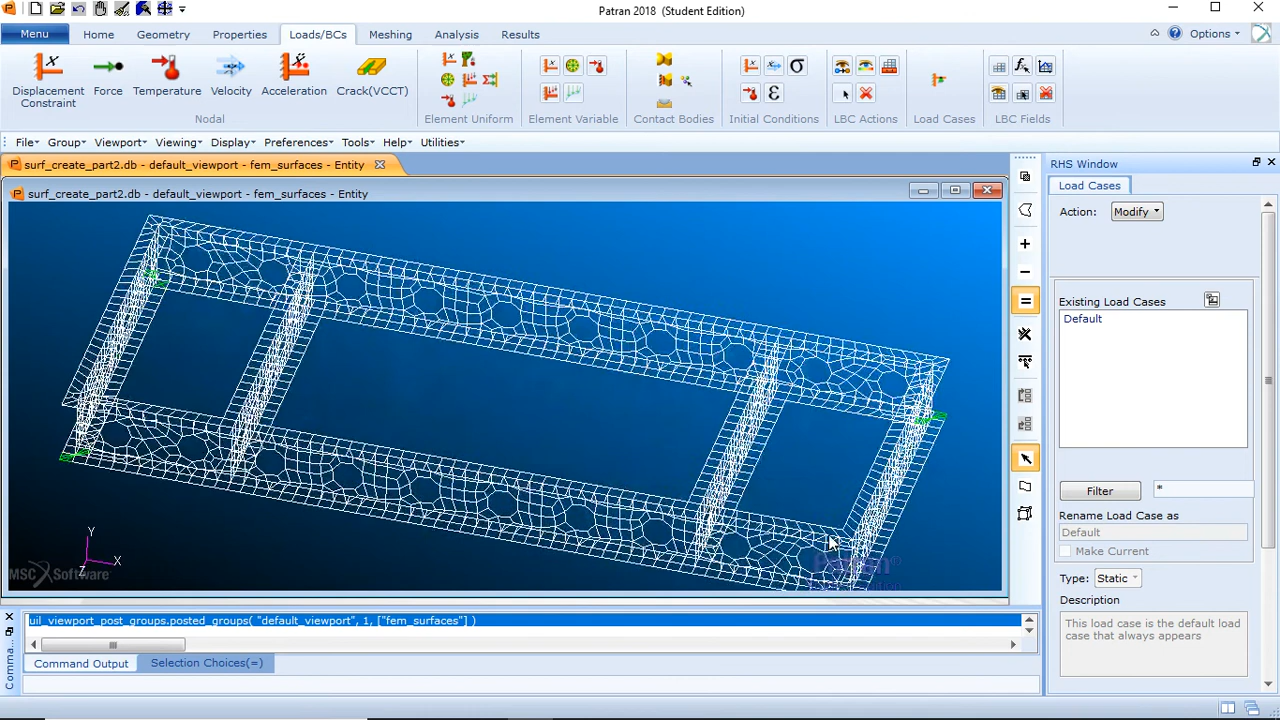 Patran 2018 (Student Edition)
Menu
Home
Geometry
Properties
Loads/BCs
Meshing
Analysis
Results
Options
Displacement
Constraint
Force
Temperature
Velocity
Acceleration
Crack(VCCT)
Nodal
Element Uniform
Element Variable
Contact Bodies
Initial Conditions
LBC Actions
Load Cases
LBC Fields
File
Group
Viewport
Viewing
Display
Preferences
Tools
Help
Utilities
surf_create_part2.db - default_viewport - fem_surfaces - Entity
surf_create_part2.db - default_viewport - fem_surfaces - Entity
Y
X
Z
MSC Software
Patran
RHS Window
Load Cases
Action: Modify
Existing Load Cases
Default
Filter
*
Rename Load Case as
Default
Make Current
Type: Static
Description
This load case is the default load
case that always appears
Comma...
uil_viewport_post_groups.posted_groups( "default_viewport", 1, ["fem_surfaces"] )
Command Output
Selection Choices(=)